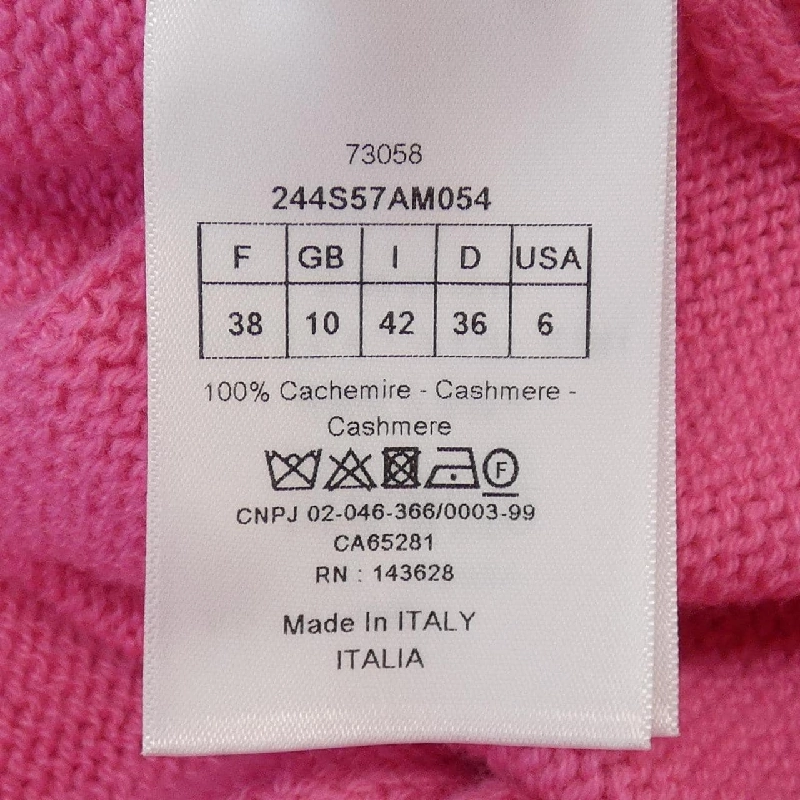 73058
244S57AM054
F GB I D USA
38 10 42 36 6
100% Cachemire - Cashmere -
Cashmere
F
CNPJ 02-046-366/0003-99
CA65281
RN : 143628
Made In ITALY
ITALIA